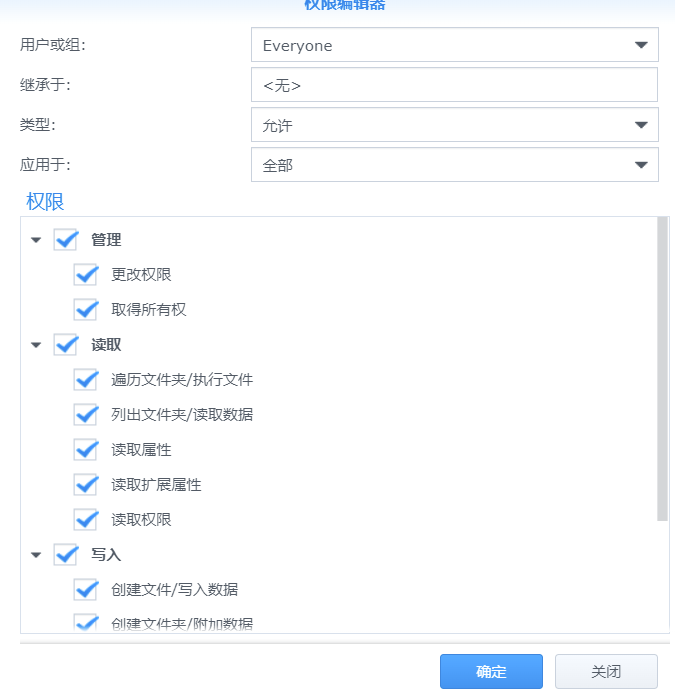 权限编辑器
用户或组: Everyone
继承于: <无>
类型: 允许
应用于: 全部
权限
管理
更改权限
取得所有权
读取
遍历文件夹/执行文件
列出文件夹/读取数据
读取属性
读取扩展属性
读取权限
写入
创建文件/写入数据
创建文件夹/附加数据
确定 关闭